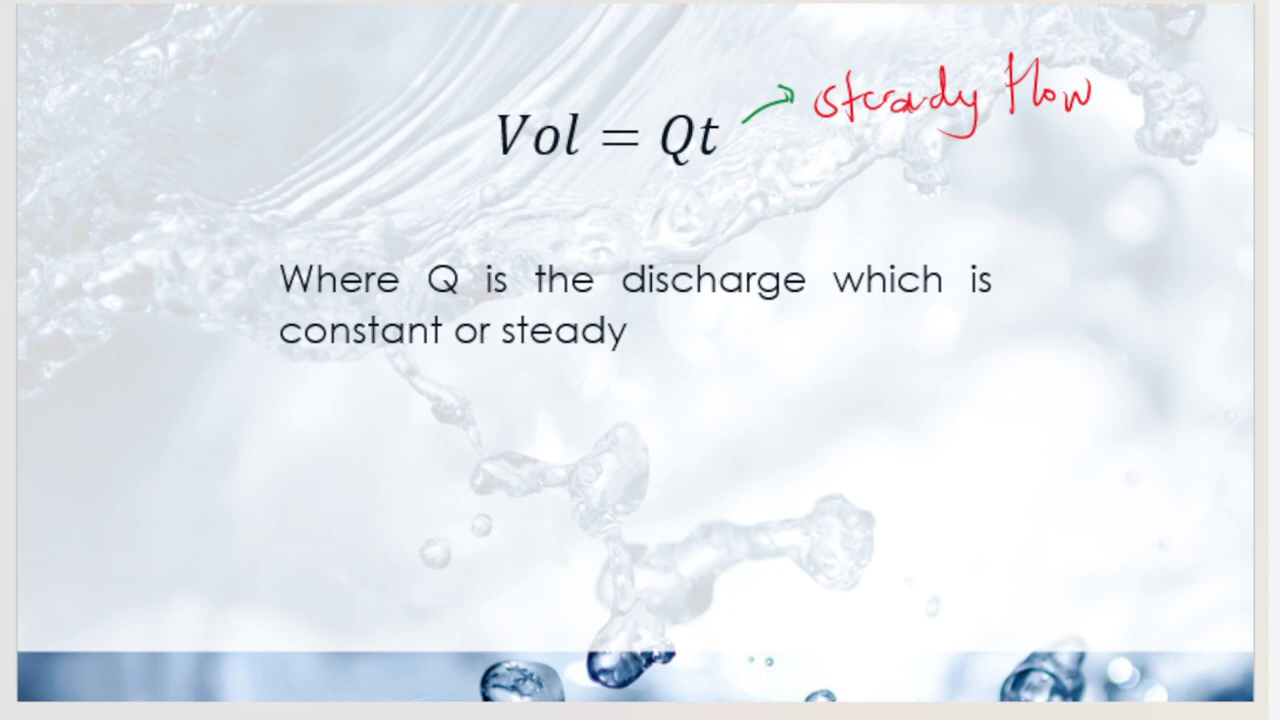 Vol = Qt
steady flow
Where Q is the discharge which is
constant or steady